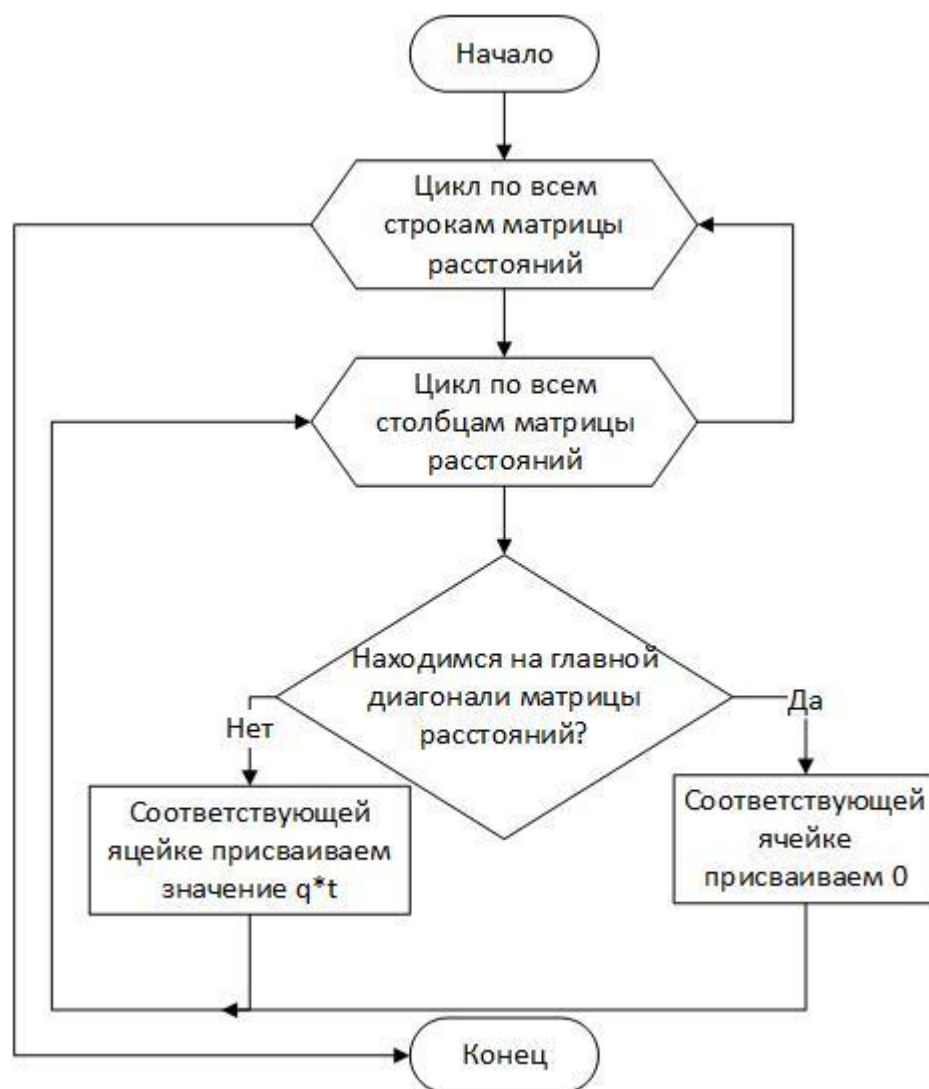 Начало
Цикл по всем
строкам матрицы
расстояний
Цикл по всем
столбцам матрицы
расстояний
Находимся на главной
диагонали матрицы
расстояний?
Нет
Да
Соответствующей
яцейке присваиваем
значение q*t
Соответствующей
ячейке
присваиваем 0
Конец